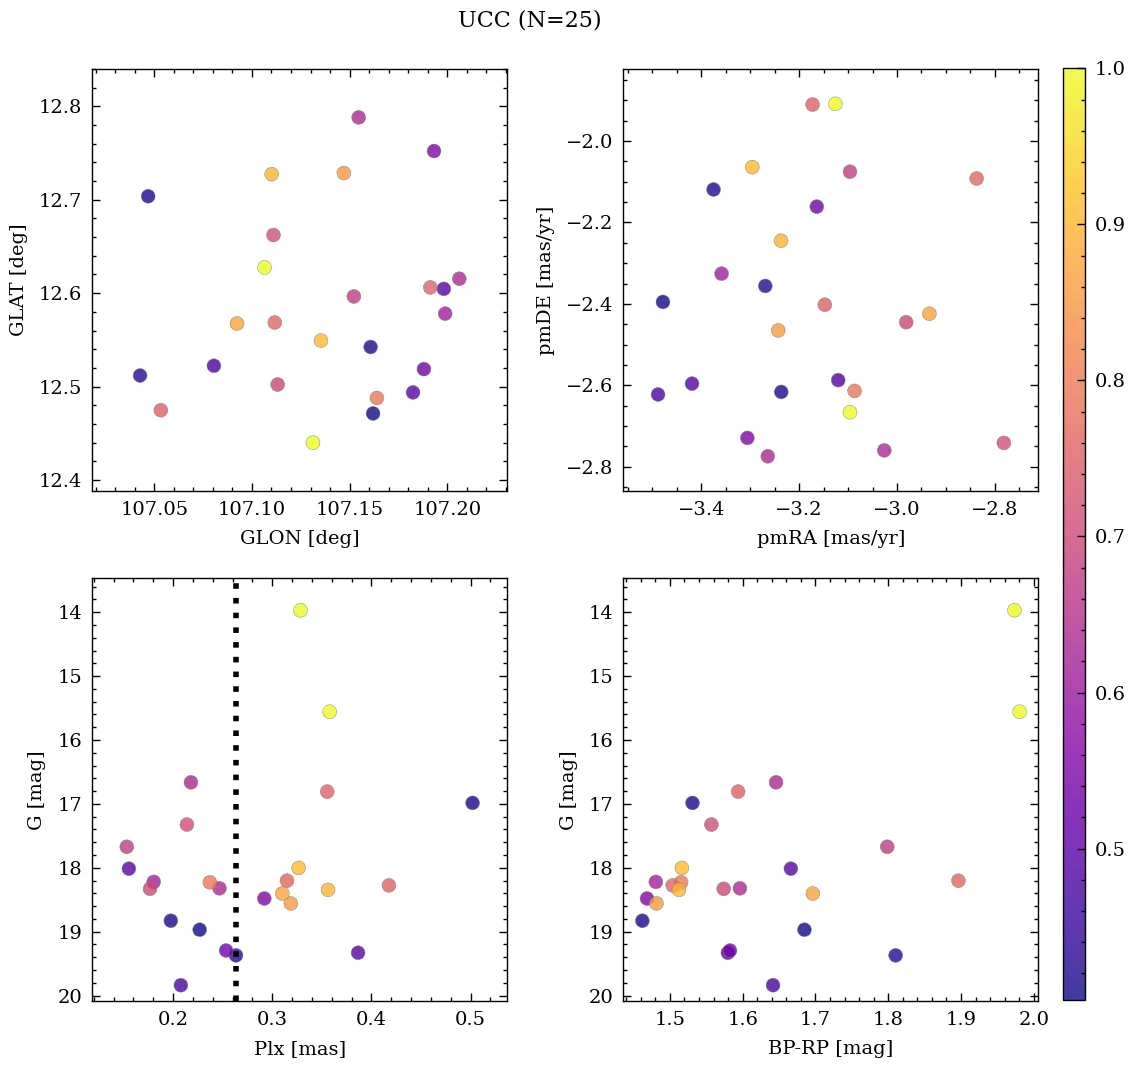 UCC (N=25)
12.8
12.7
12.6
12.5
12.4
GLAT [deg]
107.05 107.10 107.15 107.20
GLON [deg]
−2.0
−2.2
−2.4
−2.6
−2.8
pmDE [mas/yr]
−3.4 −3.2 −3.0 −2.8
pmRA [mas/yr]
14
15
16
17
18
19
20
G [mag]
0.2 0.3 0.4 0.5
Plx [mas]
14
15
16
17
18
19
20
G [mag]
1.5 1.6 1.7 1.8 1.9 2.0
BP-RP [mag]
1.0
0.9
0.8
0.7
0.6
0.5